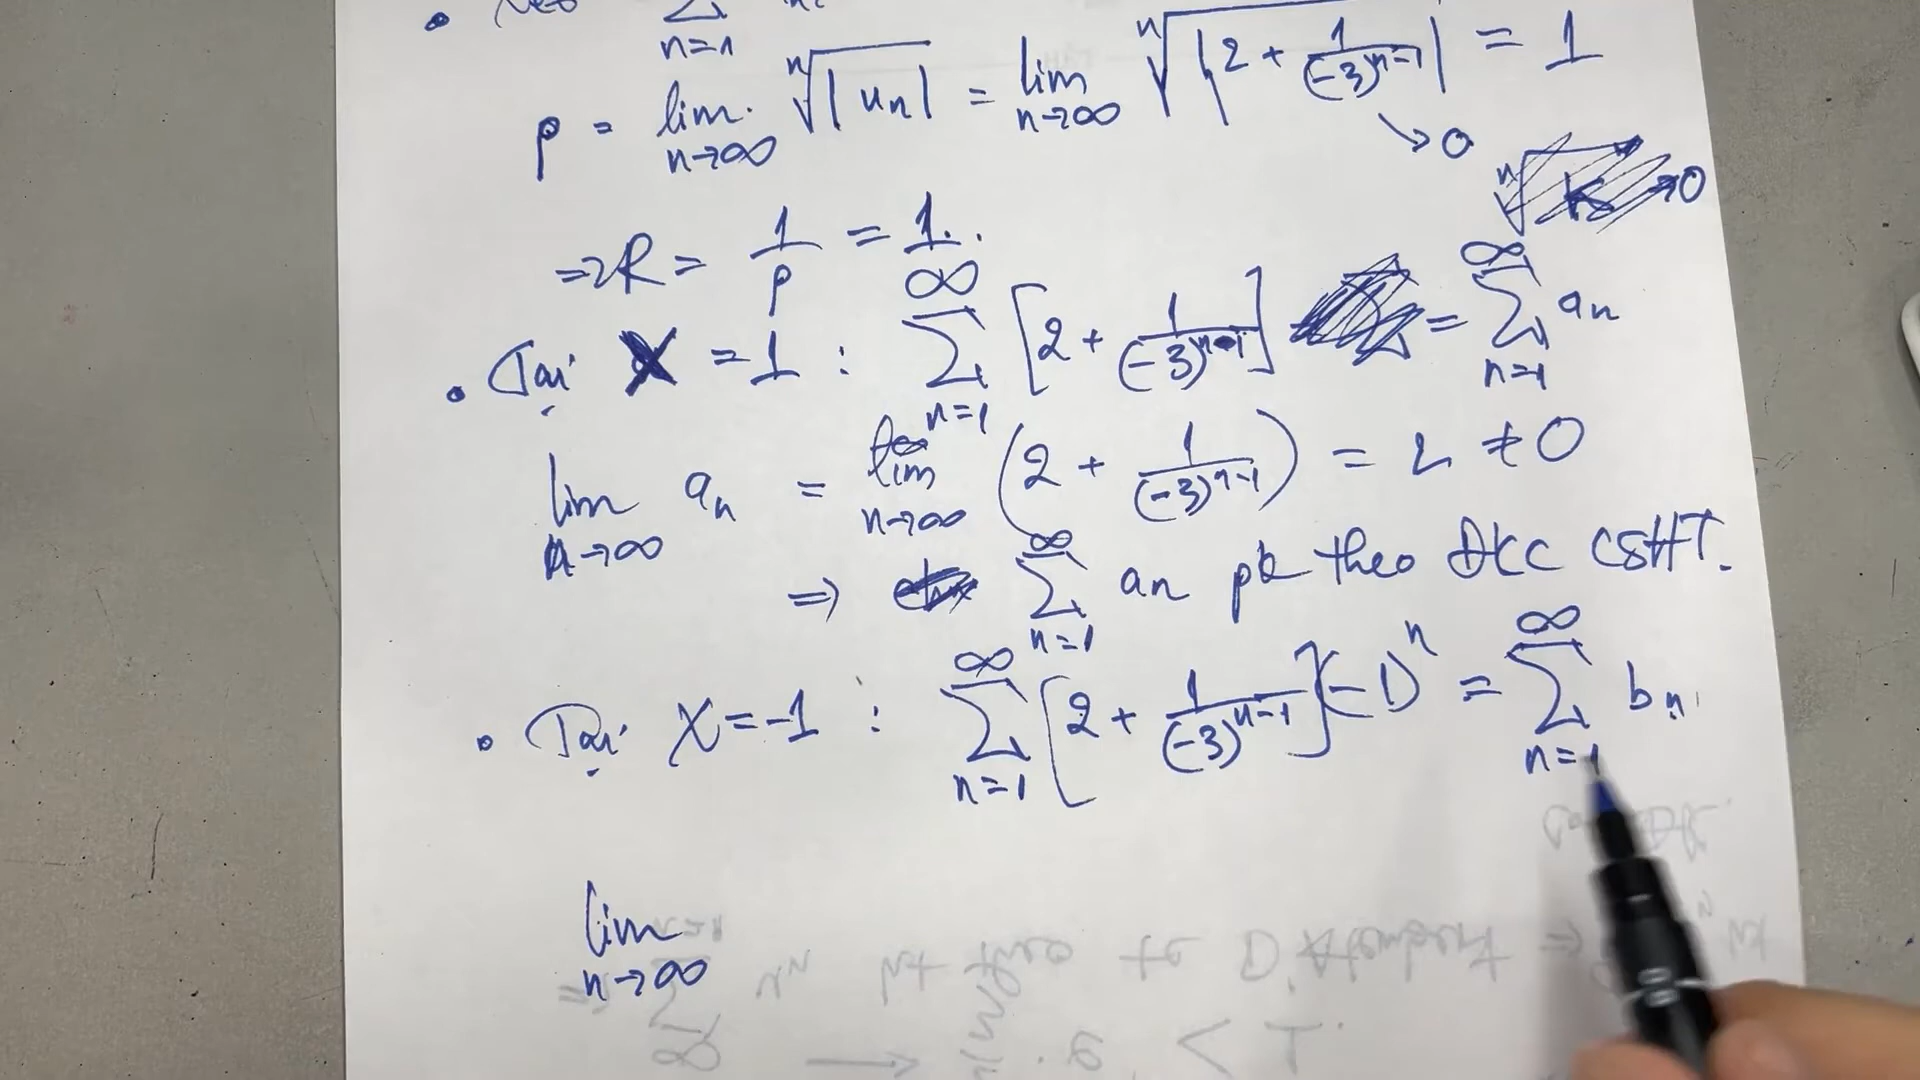 n=1
ρ = lim n→∞ ⁿ√|uₙ| = lim n→∞ ⁿ√|2 + 1/(-3)ⁿ⁻¹| = 1
→ 0
⇒ R = 1/ρ = 1.
• Tại X = 1 : ∑ n=1 ∞ [2 + 1/(-3)ⁿ⁻¹] = ∑ n=1 ∞ aₙ
lim n→∞ aₙ = lim n→∞ (2 + 1/(-3)ⁿ⁻¹) = 2 ≠ 0
⇒ ∑ n=1 ∞ aₙ pk theo ĐKC CSHT.
• Tại X = -1 : ∑ n=1 ∞ [2 + 1/(-3)ⁿ⁻¹](-1)ⁿ = ∑ n=1 ∞ bₙ
lim n→∞